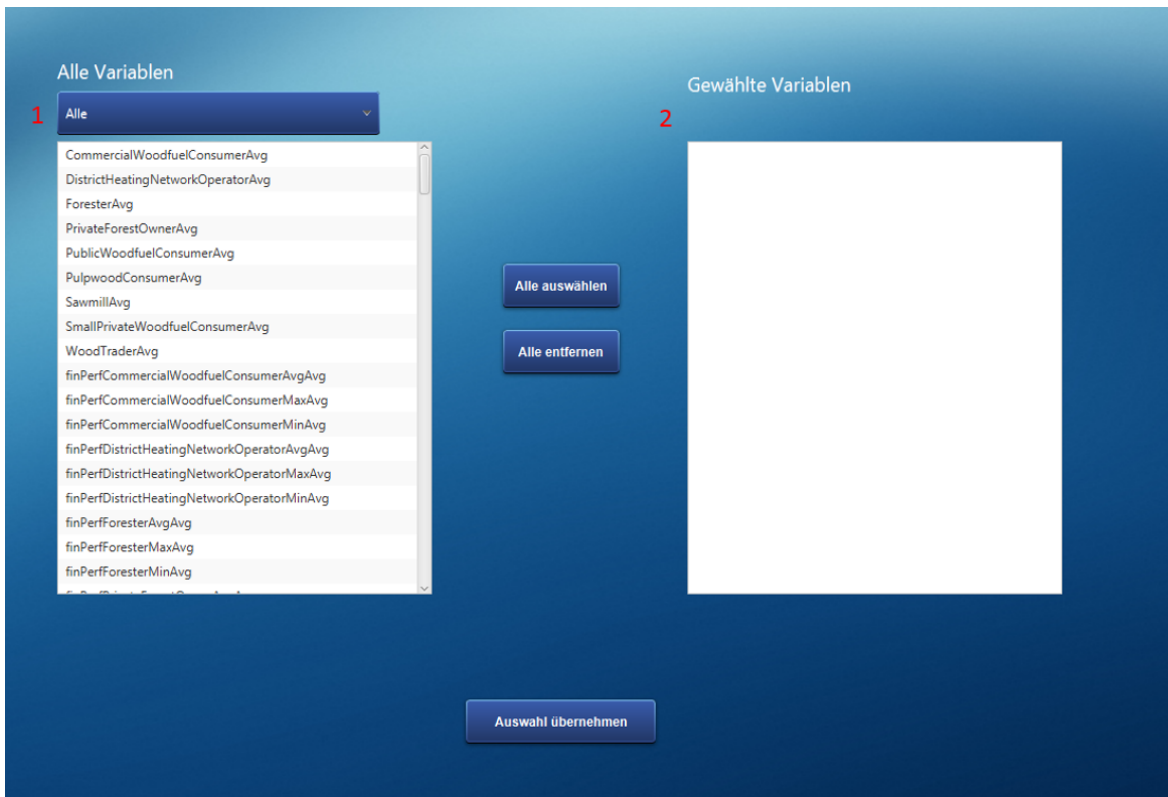 Alle Variablen
1
Alle
CommercialWoodfuelConsumerAvg
DistrictHeatingNetworkOperatorAvg
ForesterAvg
PrivateForestOwnerAvg
PublicWoodfuelConsumerAvg
PulpwoodConsumerAvg
SawmillAvg
SmallPrivateWoodfuelConsumerAvg
WoodTraderAvg
finPerfCommercialWoodfuelConsumerAvgAvg
finPerfCommercialWoodfuelConsumerMaxAvg
finPerfCommercialWoodfuelConsumerMinAvg
finPerfDistrictHeatingNetworkOperatorAvgAvg
finPerfDistrictHeatingNetworkOperatorMaxAvg
finPerfDistrictHeatingNetworkOperatorMinAvg
finPerfForesterAvgAvg
finPerfForesterMaxAvg
finPerfForesterMinAvg
Alle auswählen
Alle entfernen
Gewählte Variablen
2
Auswahl übernehmen